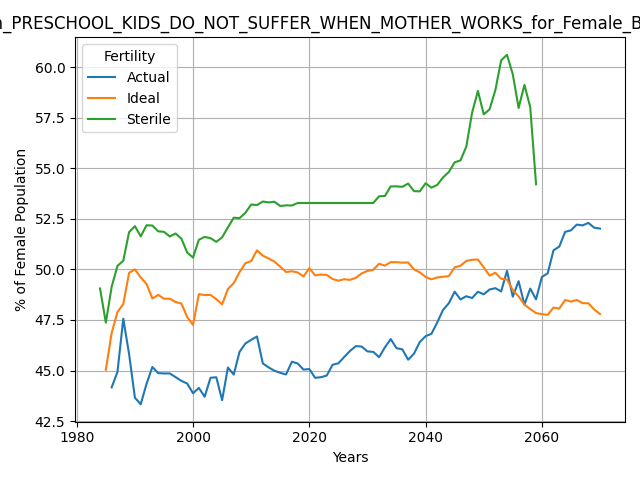 _PRESCHOOL_KIDS_DO_NOT_SUFFER_WHEN_MOTHER_WORKS_for_Female_B
Fertility
Actual
Ideal
Sterile
60.0
57.5
55.0
52.5
50.0
47.5
45.0
42.5
% of Female Population
1980 2000 2020 2040 2060
Years